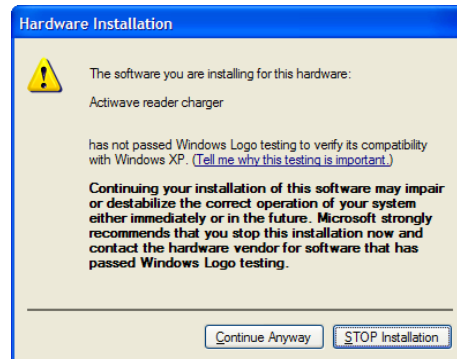 Hardware Installation
The software you are installing for this hardware:
Actiwave reader charger
has not passed Windows Logo testing to verify its compatibility
with Windows XP. (Tell me why this testing is important.)
Continuing your installation of this software may impair
or destabilize the correct operation of your system
either immediately or in the future. Microsoft strongly
recommends that you stop this installation now and
contact the hardware vendor for software that has
passed Windows Logo testing.
Continue Anyway
STOP Installation